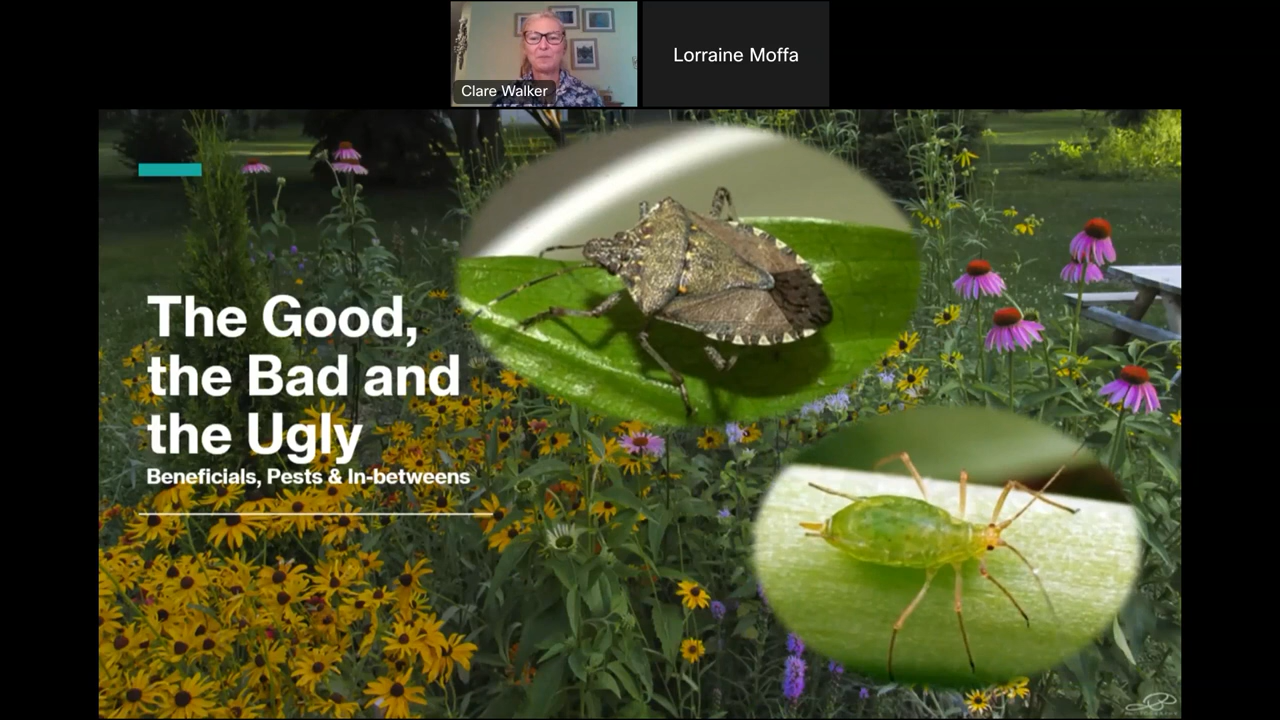 Clare Walker
Lorraine Moffa
The Good,
the Bad and
the Ugly
Beneficials, Pests & In-betweens